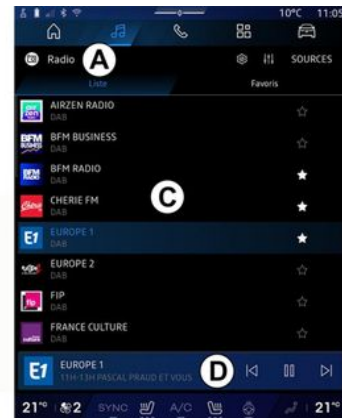 10°C 11:05
Radio A SOURCES
Liste Favoris
AIRZEN RADIO
DAB
BFM BUSINESS
DAB
BFM RADIO
DAB
CHERIE FM
DAB
C
EUROPE 1
DAB
EUROPE 2
DAB
FIP
DAB
FRANCE CULTURE
DAB
E1 EUROPE 1
11H-13H PASCAL PRAUD ET VOUS
D
21°C 2 SYNC A/C 21°C